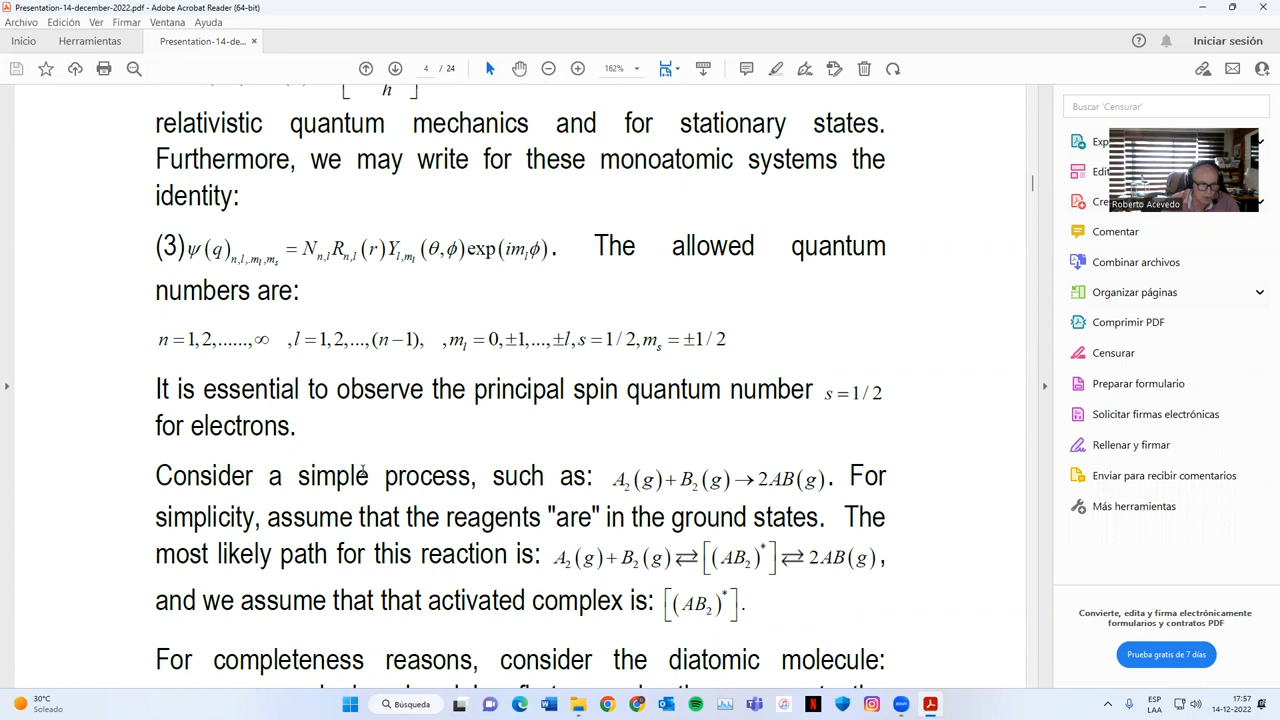 Presentation-14-december-2022.pdf - Adobe Acrobat Reader (64-bit)
Archivo Edición Ver Firmar Ventana Ayuda
Inicio Herramientas Presentation-14-de... × Iniciar sesión
4 / 24 162%
h
relativistic quantum mechanics and for stationary states.
Furthermore, we may write for these monoatomic systems the
identity:
(3) ψ(q)n,l,.ml,ms = Nn,l Rn,l (r) Yl,ml (θ,ϕ) exp(imlϕ). The allowed quantum
numbers are:
n = 1,2,......,∞ , l = 1,2,...,(n−1), , ml = 0,±1,...,±l, s = 1/2, ms = ±1/2
It is essential to observe the principal spin quantum number s = 1/2
for electrons.
Consider a simple process, such as: A2(g)+B2(g)→2AB(g). For
simplicity, assume that the reagents "are" in the ground states. The
most likely path for this reaction is: A2(g)+B2(g)⇄[(AB2)*]⇄2AB(g),
and we assume that that activated complex is: [(AB2)*].
For completeness reasons, consider the diatomic molecule:
Buscar 'Censurar'
Exp
Edit
Cre
Roberto Acevedo
Comentar
Combinar archivos
Organizar páginas
Comprimir PDF
Censurar
Preparar formulario
Solicitar firmas electrónicas
Rellenar y firmar
Enviar para recibir comentarios
Más herramientas
Convierte, edita y firma electrónicamente
formularios y contratos PDF
Prueba gratis de 7 días
30°C
Soleado
Búsqueda
ESP
LAA
17:57
14-12-2022